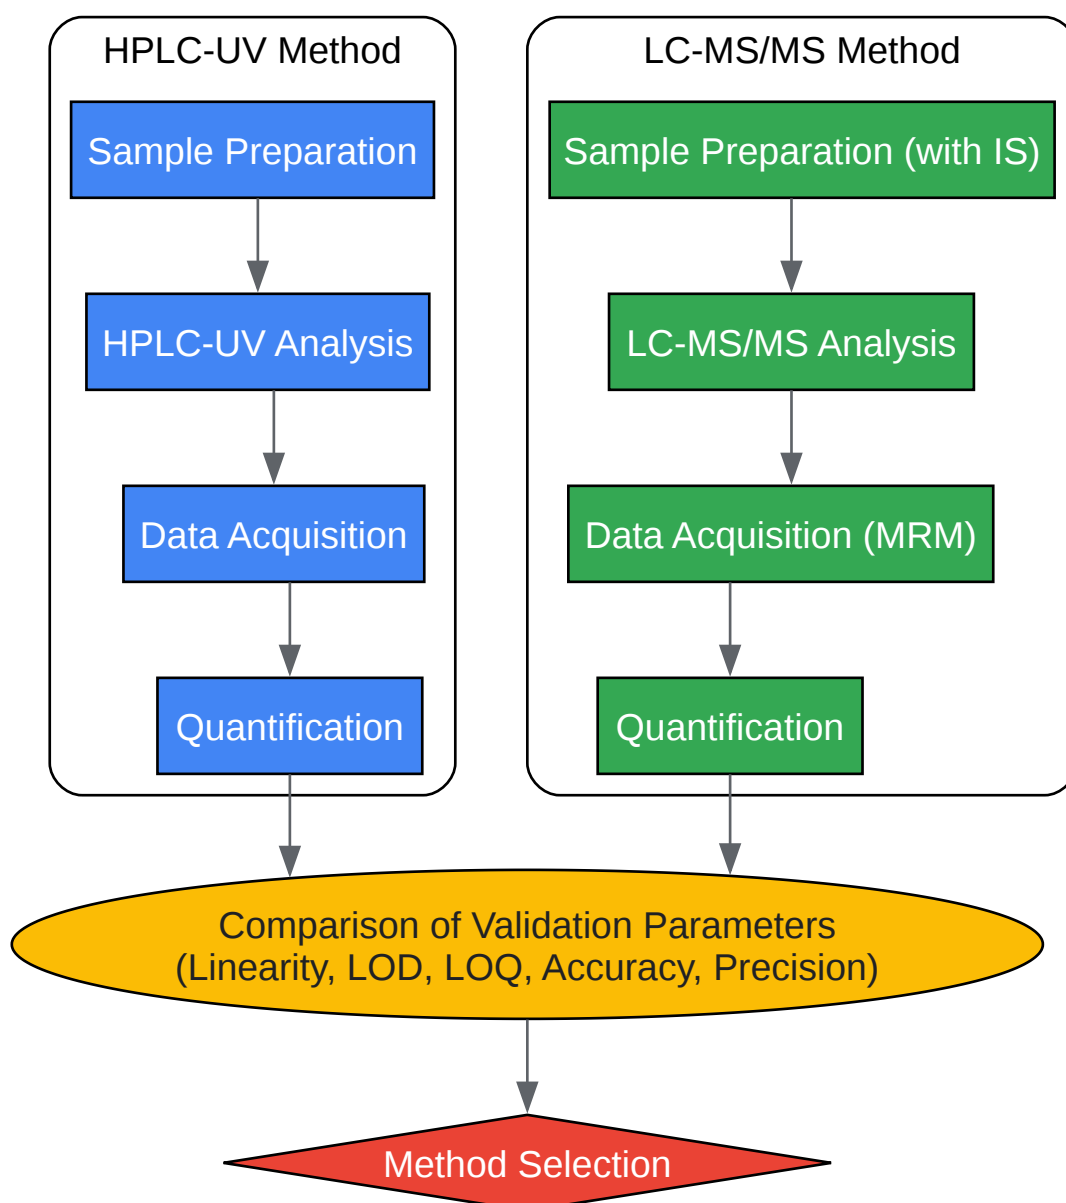 HPLC-UV Method
Sample Preparation
HPLC-UV Analysis
Data Acquisition
Quantification
LC-MS/MS Method
Sample Preparation (with IS)
LC-MS/MS Analysis
Data Acquisition (MRM)
Quantification
Comparison of Validation Parameters
(Linearity, LOD, LOQ, Accuracy, Precision)
Method Selection